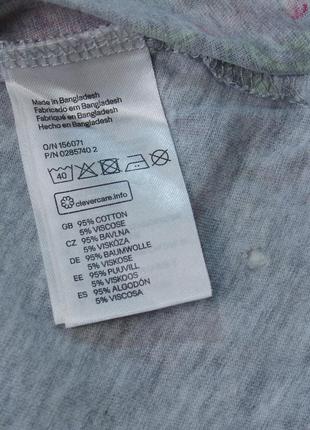 Made in Bangladesh
Fabricado em Bangladesh
Fabriqué en Bangladesh
Hecho en Bangladesh
O/N 156071
P/N 0285740 2
40
clevercare.info
GB 95% COTTON
5% VISCOSE
CZ 95% BAVLNA
5% VISKÓZA
DE 95% BAUMWOLLE
5% VISKOSE
EE 95% PUUVILL
5% VISKOOS
ES 95% ALGODÓN
5% VISCOSA